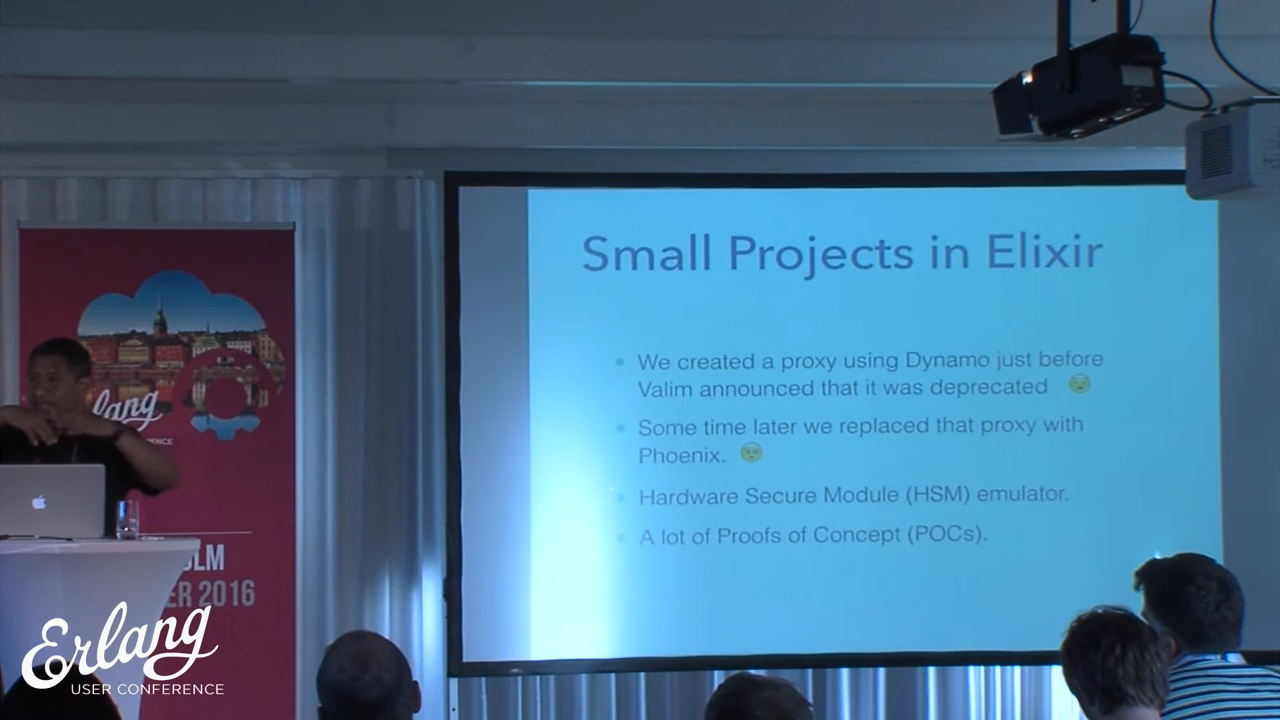 Small Projects in Elixir
We created a proxy using Dynamo just before
Valim announced that it was deprecated
Some time later we replaced that proxy with
Phoenix.
Hardware Secure Module (HSM) emulator.
A lot of Proofs of Concept (POCs).
2016
Erlang
USER CONFERENCE